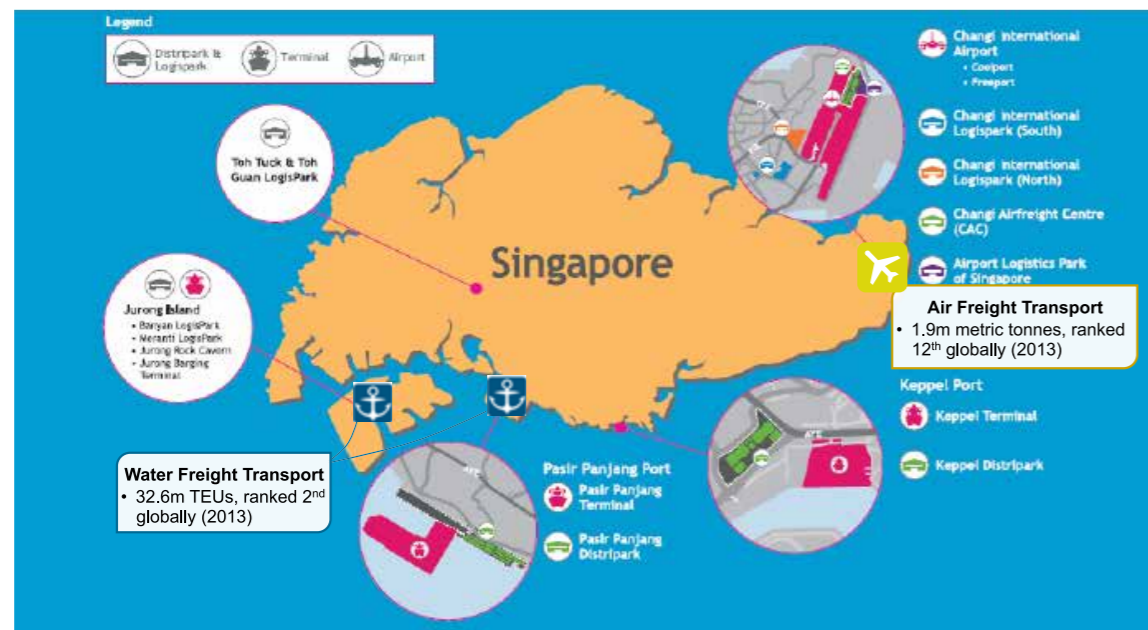 Legend
Distripark &
Logispark
Terminal
Airport
Toh Tuck & Toh
Guan LogisPark
Jurong Island
• Banyan LogisPark
• Meranti LogisPark
• Jurong Rock Cavern
• Jurong Barging
Terminal
Singapore
Water Freight Transport
• 32.6m TEUs, ranked 2nd
globally (2013)
AYE
Pasir Panjang Port
Pasir Panjang
Terminal
Pasir Panjang
Distripark
AYE
Changi International
Airport
• Coolport
• Freeport
Changi International
Logispark (South)
Changi International
Logispark (North)
Changi Airfreight Centre
(CAC)
Airport Logistics Park
of Singapore
Air Freight Transport
• 1.9m metric tonnes, ranked
12th globally (2013)
Keppel Port
Keppel Terminal
Keppel Distripark